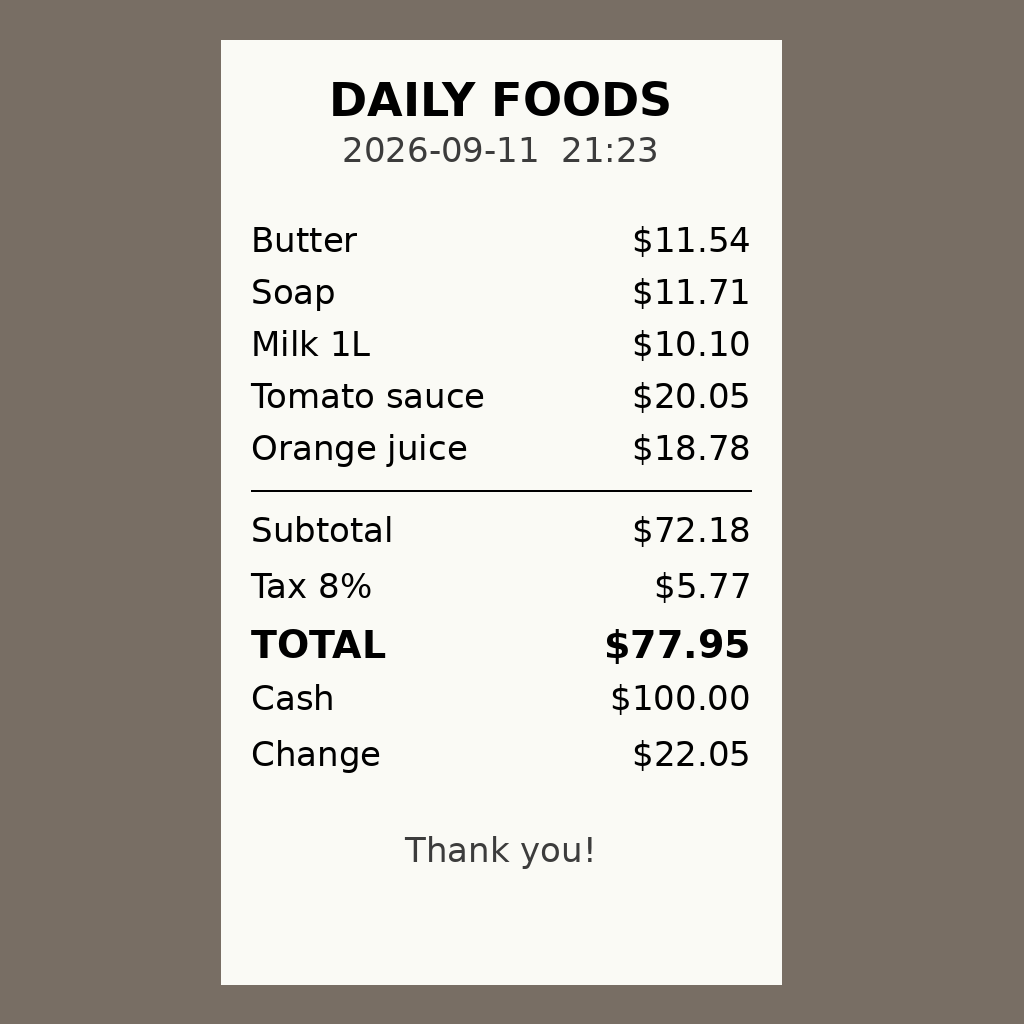 DAILY FOODS
2026-09-11 21:23
Butter $11.54
Soap $11.71
Milk 1L $10.10
Tomato sauce $20.05
Orange juice $18.78
Subtotal $72.18
Tax 8% $5.77
TOTAL $77.95
Cash $100.00
Change $22.05
Thank you!